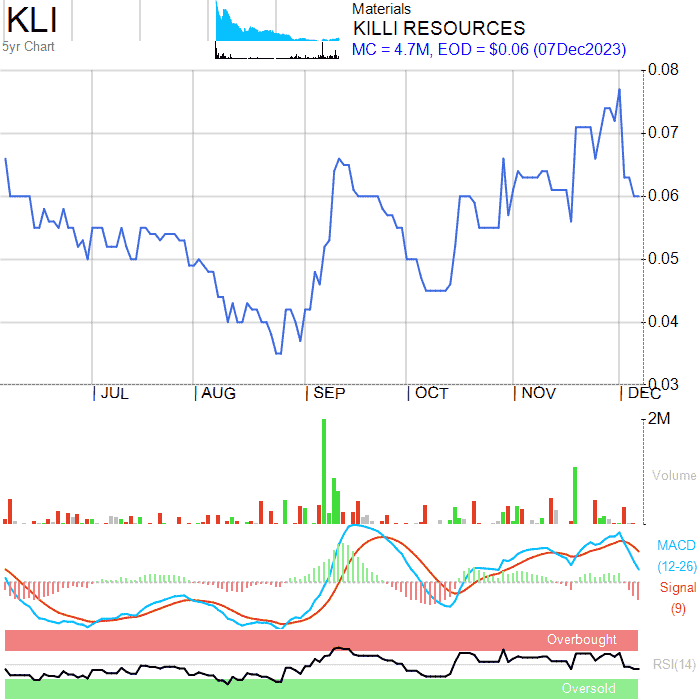 KLI
5yr Chart
Materials
KILLI RESOURCES
MC = 4.7M, EOD = $0.06 (07Dec2023)
0.08
0.07
0.06
0.05
0.04
0.03
JUL AUG SEP OCT NOV DEC
2M
Volume
MACD
(12-26)
Signal
(9)
Overbought
RSI(14)
Oversold